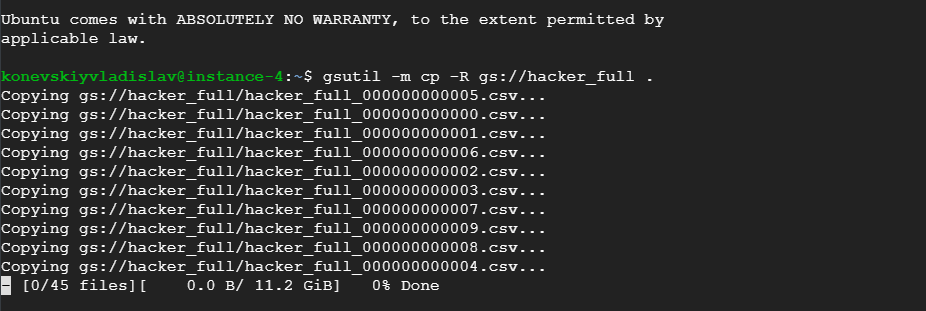 Ubuntu comes with ABSOLUTELY NO WARRANTY, to the extent permitted by
applicable law.
konevskiyvladislav@instance-4:~$ gsutil -m cp -R gs://hacker_full .
Copying gs://hacker_full/hacker_full_000000000005.csv...
Copying gs://hacker_full/hacker_full_000000000000.csv...
Copying gs://hacker_full/hacker_full_000000000001.csv...
Copying gs://hacker_full/hacker_full_000000000006.csv...
Copying gs://hacker_full/hacker_full_000000000002.csv...
Copying gs://hacker_full/hacker_full_000000000003.csv...
Copying gs://hacker_full/hacker_full_000000000007.csv...
Copying gs://hacker_full/hacker_full_000000000009.csv...
Copying gs://hacker_full/hacker_full_000000000008.csv...
Copying gs://hacker_full/hacker_full_000000000004.csv...
- [0/45 files][    0.0 B/ 11.2 GiB]   0% Done